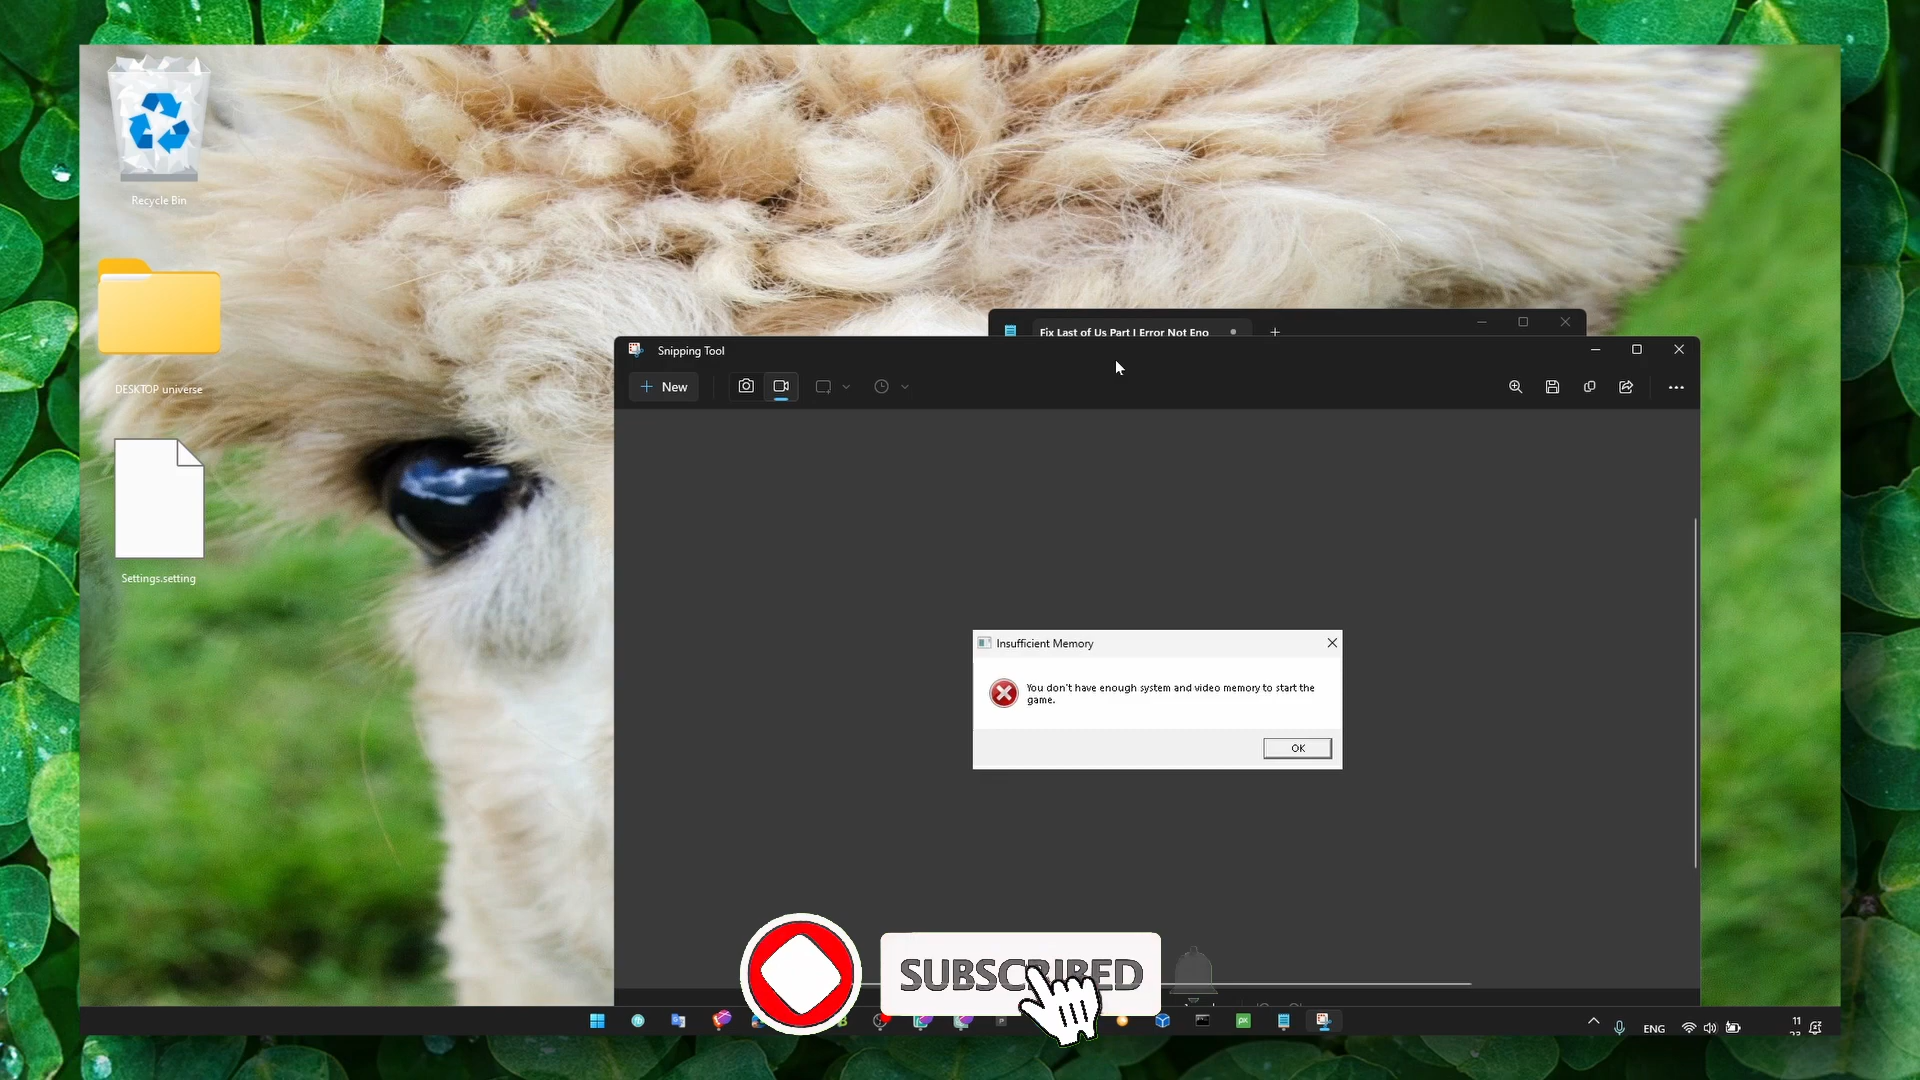 Recycle Bin
DESKTOP universe
Settings.setting
Fix Last of Us Part I Error Not Eno
Snipping Tool
New
Insufficient Memory
You don't have enough system and video memory to start the
game.
OK
SUBSCRIBED
ENG
11